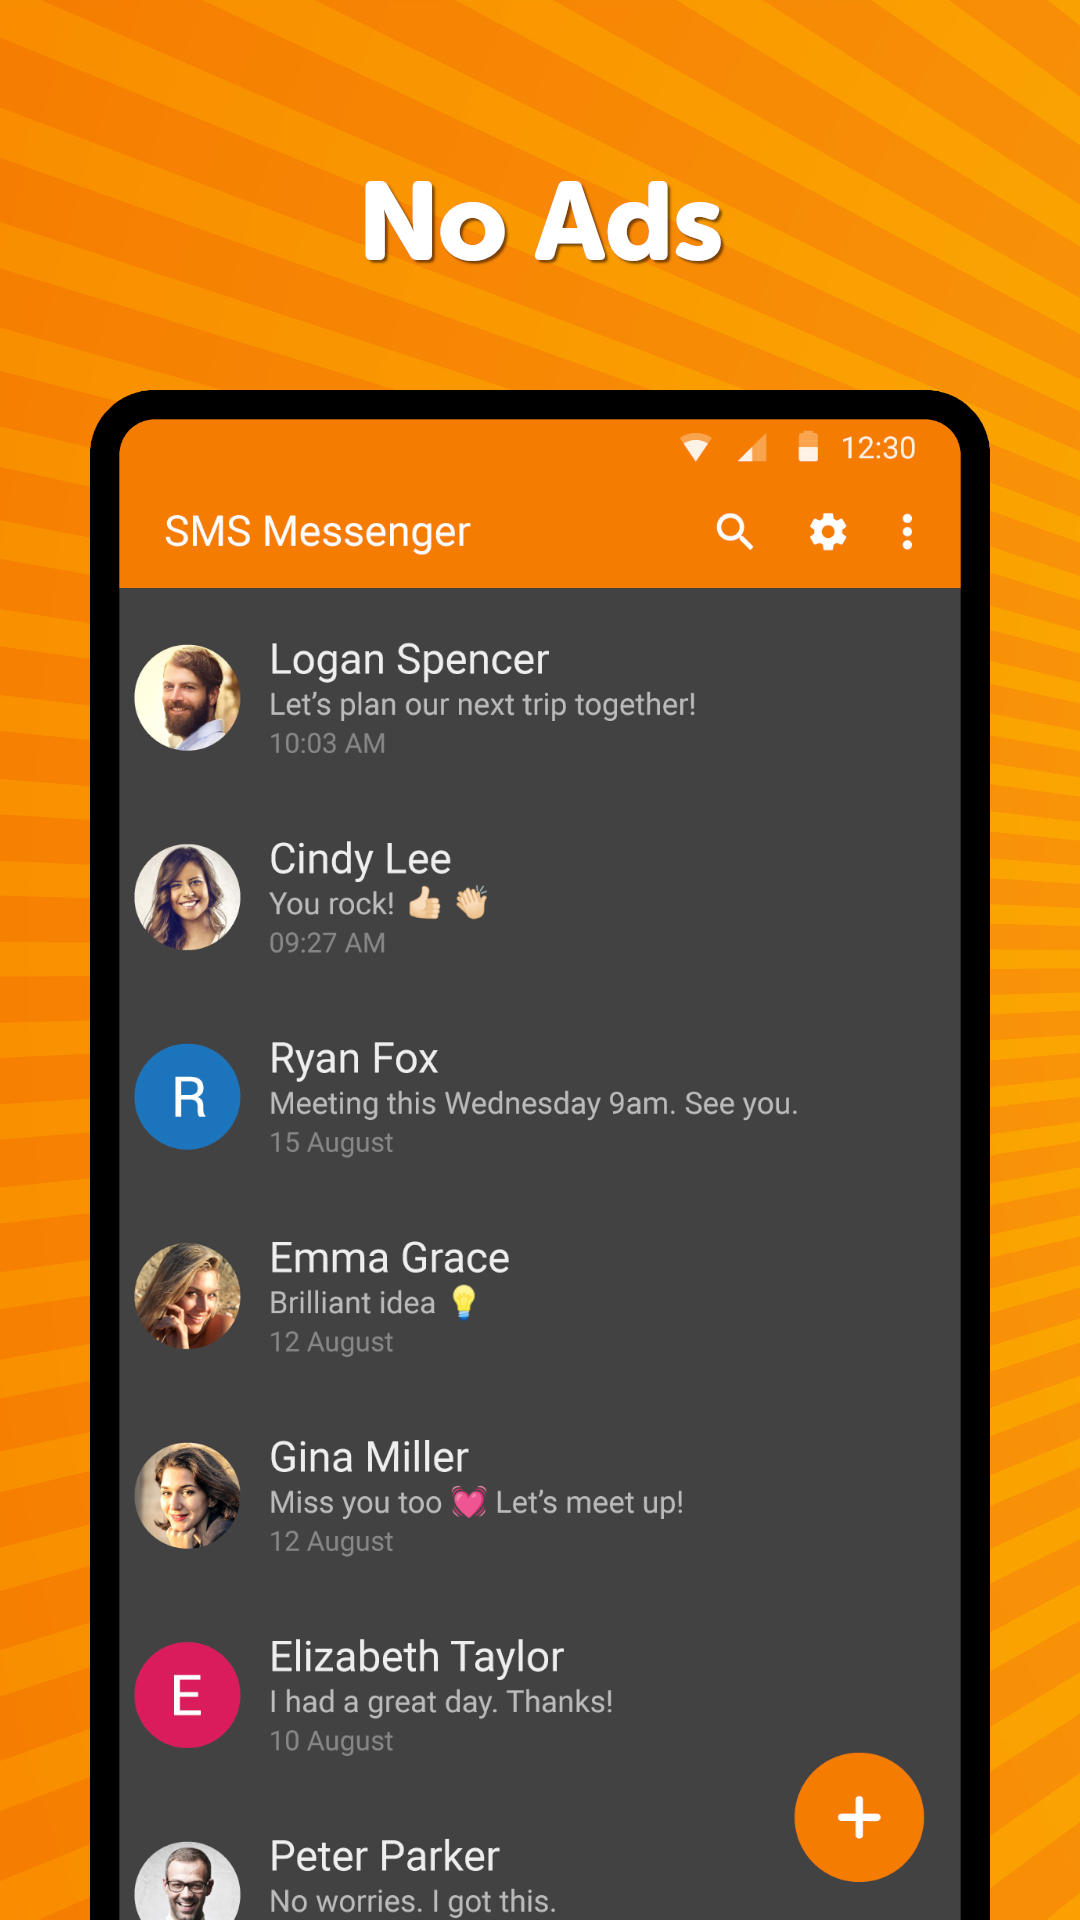 No Ads
12:30
SMS Messenger
Logan Spencer
Let’s plan our next trip together!
10:03 AM
Cindy Lee
You rock! 👍🏻 👏🏻
09:27 AM
R
Ryan Fox
Meeting this Wednesday 9am. See you.
15 August
Emma Grace
Brilliant idea 💡
12 August
Gina Miller
Miss you too 💓 Let’s meet up!
12 August
E
Elizabeth Taylor
I had a great day. Thanks!
10 August
Peter Parker
No worries. I got this.